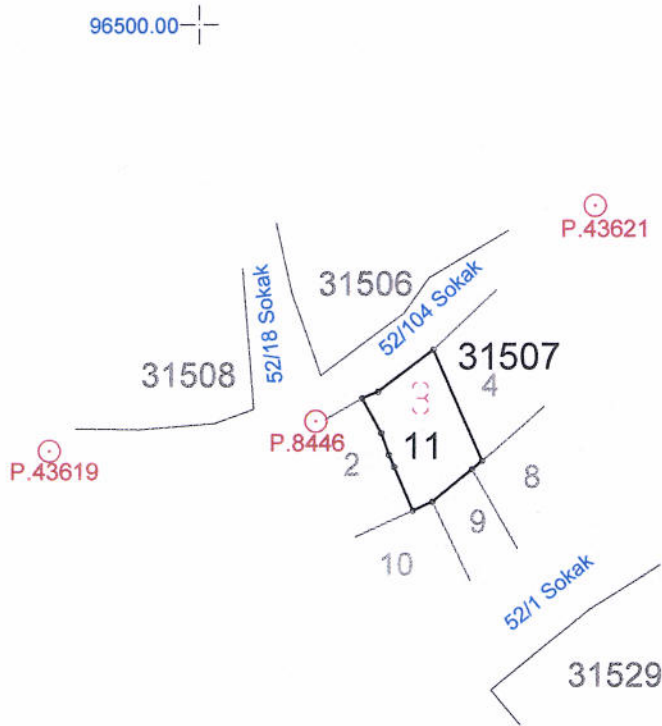 96500.00
P.43621
31506
52/18 Sokak
52/104 Sokak
31508
31507
4
(Y)
P.8446
11
2
P.43619
8
9
10
52/1 Sokak
31529